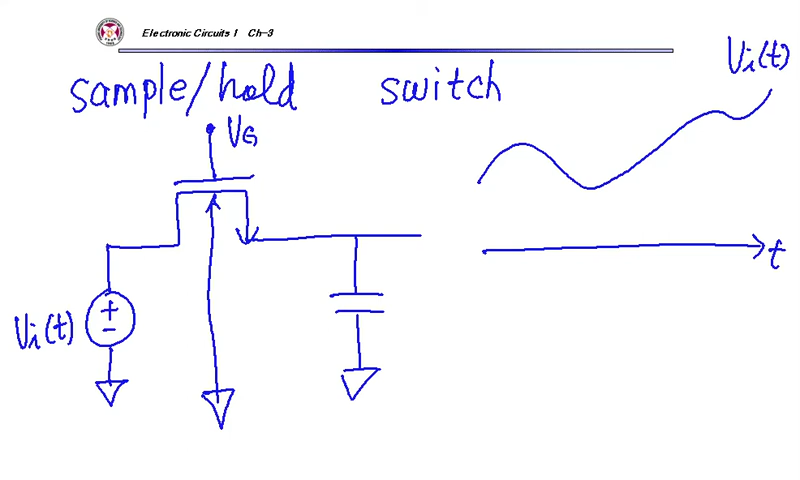 Electronic Circuits 1 Ch-3
sample/hold switch
Vi(t)
VG
+
-
Vi(t)
t